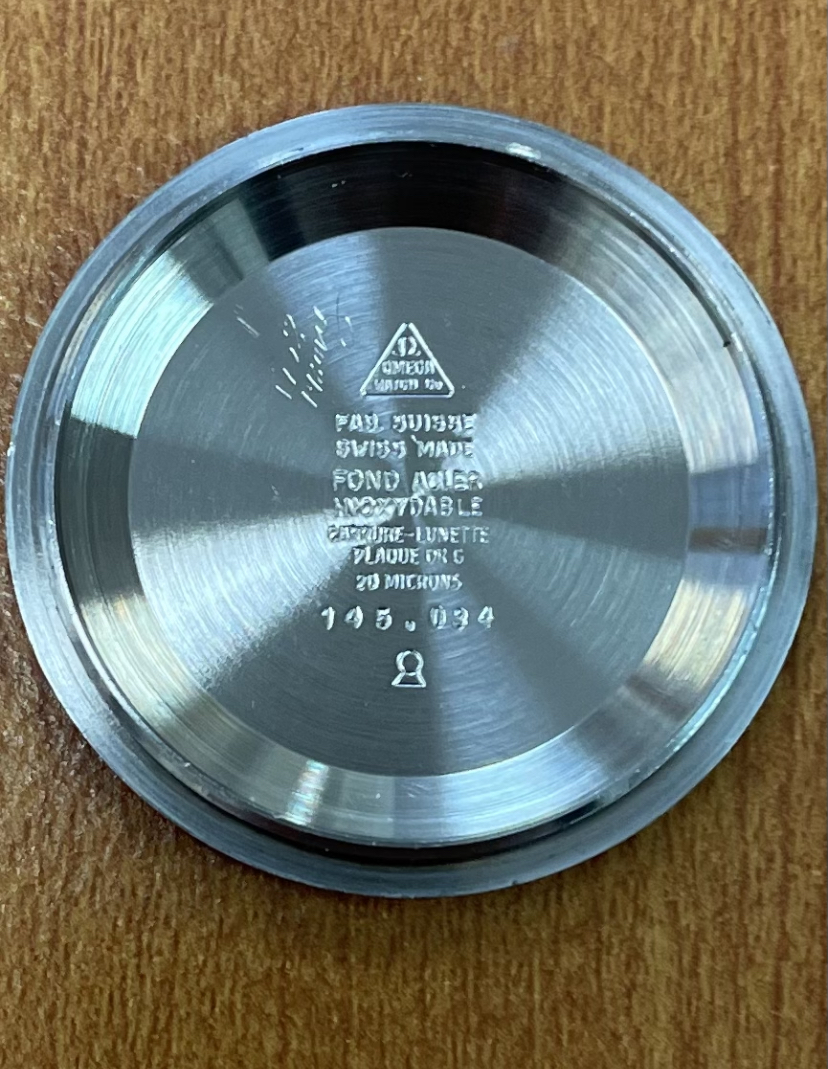 Ω
OMEGA
WATCH Co
FAB. SUISSE
SWISS MADE
FOND ACIER
INOXYDABLE
CARRURE-LUNETTE
PLAQUE OR G
20 MICRONS
145.034